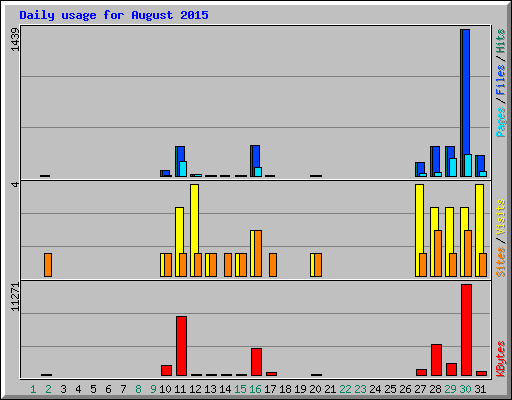 Daily usage for August 2015
1439
Pages / Files / Hits
4
Sites / Visits
11271
KBytes
1 2 3 4 5 6 7 8 9 10 11 12 13 14 15 16 17 18 19 20 21 22 23 24 25 26 27 28 29 30 31